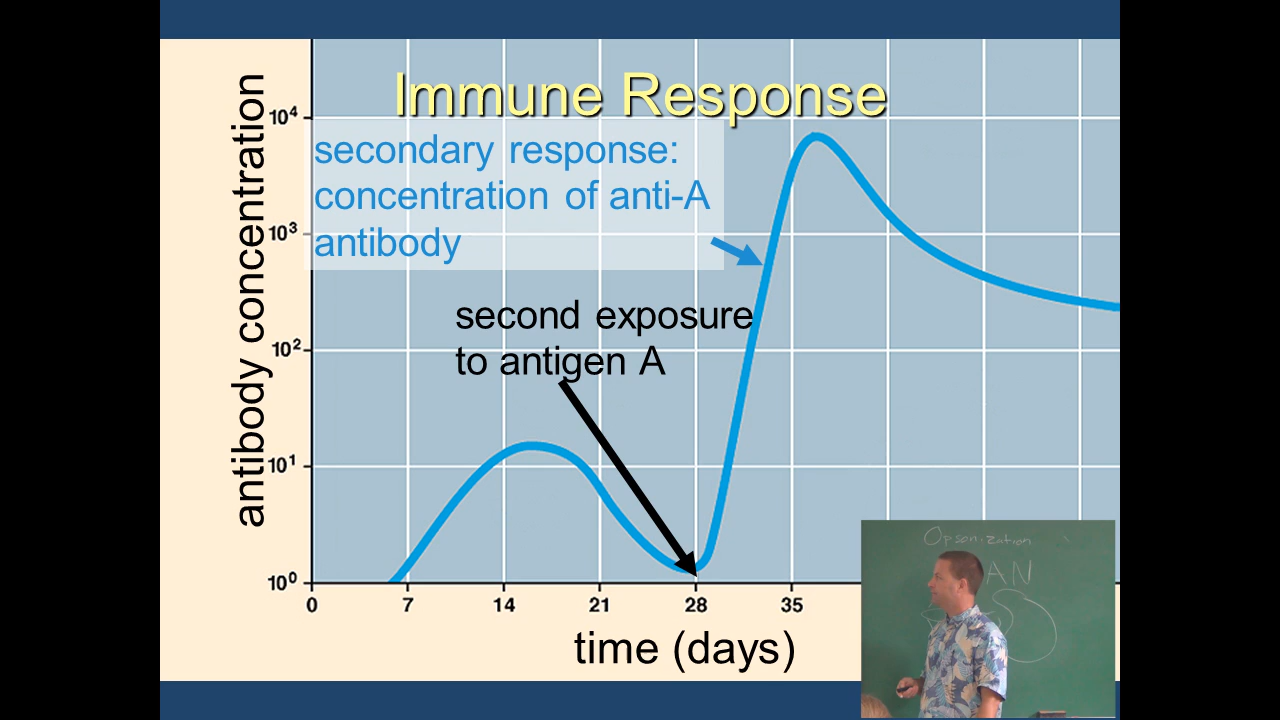 Immune Response
antibody concentration
10⁴
10³
10²
10¹
10⁰
secondary response:
concentration of anti-A
antibody
second exposure
to antigen A
0 7 14 21 28 35
time (days)
Opsonization
AN